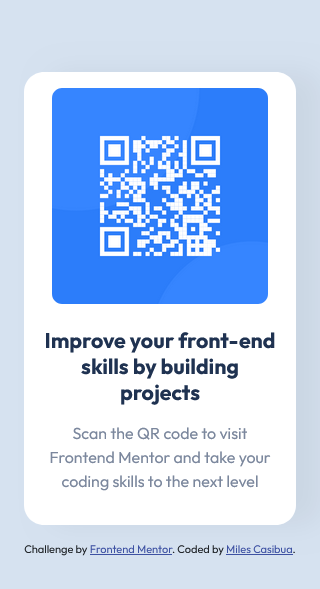 Improve your front-end
skills by building
projects
Scan the QR code to visit
Frontend Mentor and take your
coding skills to the next level
Challenge by Frontend Mentor. Coded by Miles Casibua.